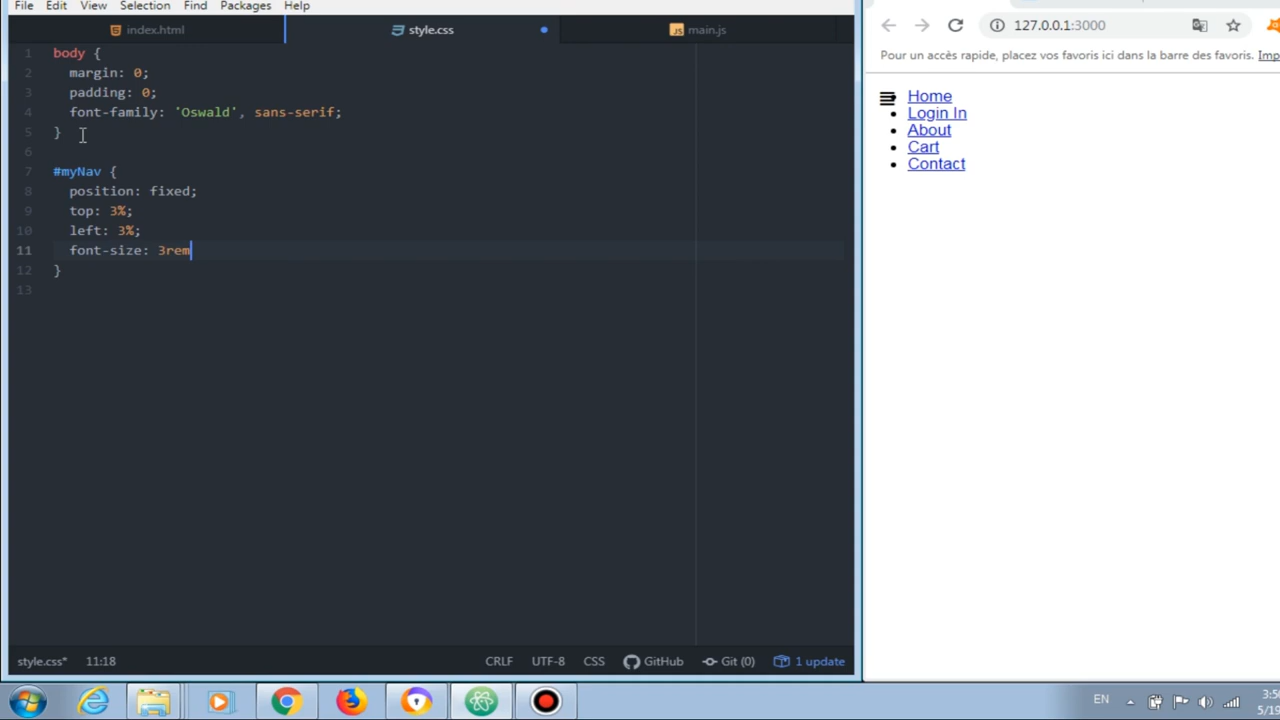 File Edit View Selection Find Packages Help
index.html style.css main.js
1 body {
2 margin: 0;
3 padding: 0;
4 font-family: 'Oswald', sans-serif;
5 }
6
7 #myNav {
8 position: fixed;
9 top: 3%;
10 left: 3%;
11 font-size: 3rem
12 }
13
style.css* 11:18 CRLF UTF-8 CSS GitHub Git (0) 1 update
127.0.0.1:3000
Pour un accès rapide, placez vos favoris ici dans la barre des favoris. Imp
Home
Login In
About
Cart
Contact
EN